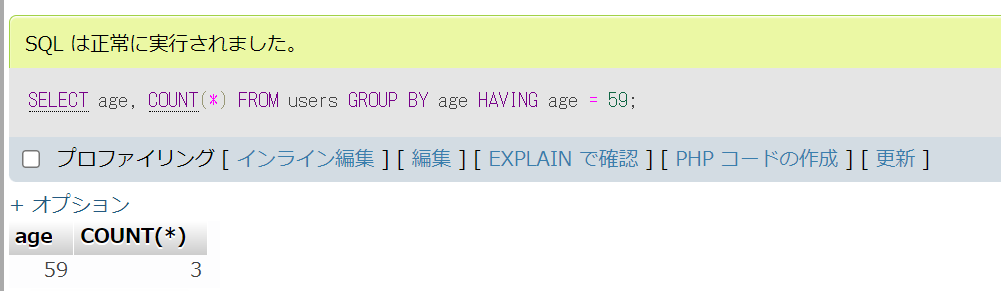 SQL は正常に実行されました。
SELECT age, COUNT(*) FROM users GROUP BY age HAVING age = 59;
プロファイリング [ インライン編集 ] [ 編集 ] [ EXPLAIN で確認 ] [ PHP コードの作成 ] [ 更新 ]
+ オプション
age COUNT(*)
59 3